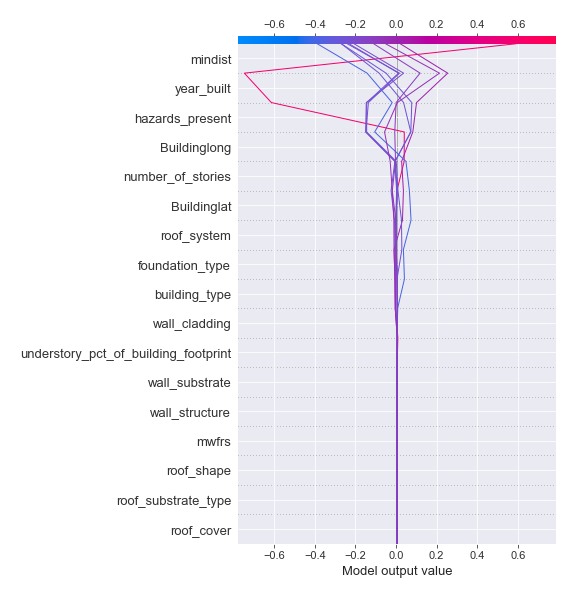 −0.6 −0.4 −0.2 0.0 0.2 0.4 0.6
mindist
year_built
hazards_present
Buildinglong
number_of_stories
Buildinglat
roof_system
foundation_type
building_type
wall_cladding
understory_pct_of_building_footprint
wall_substrate
wall_structure
mwfrs
roof_shape
roof_substrate_type
roof_cover
−0.6 −0.4 −0.2 0.0 0.2 0.4 0.6
Model output value